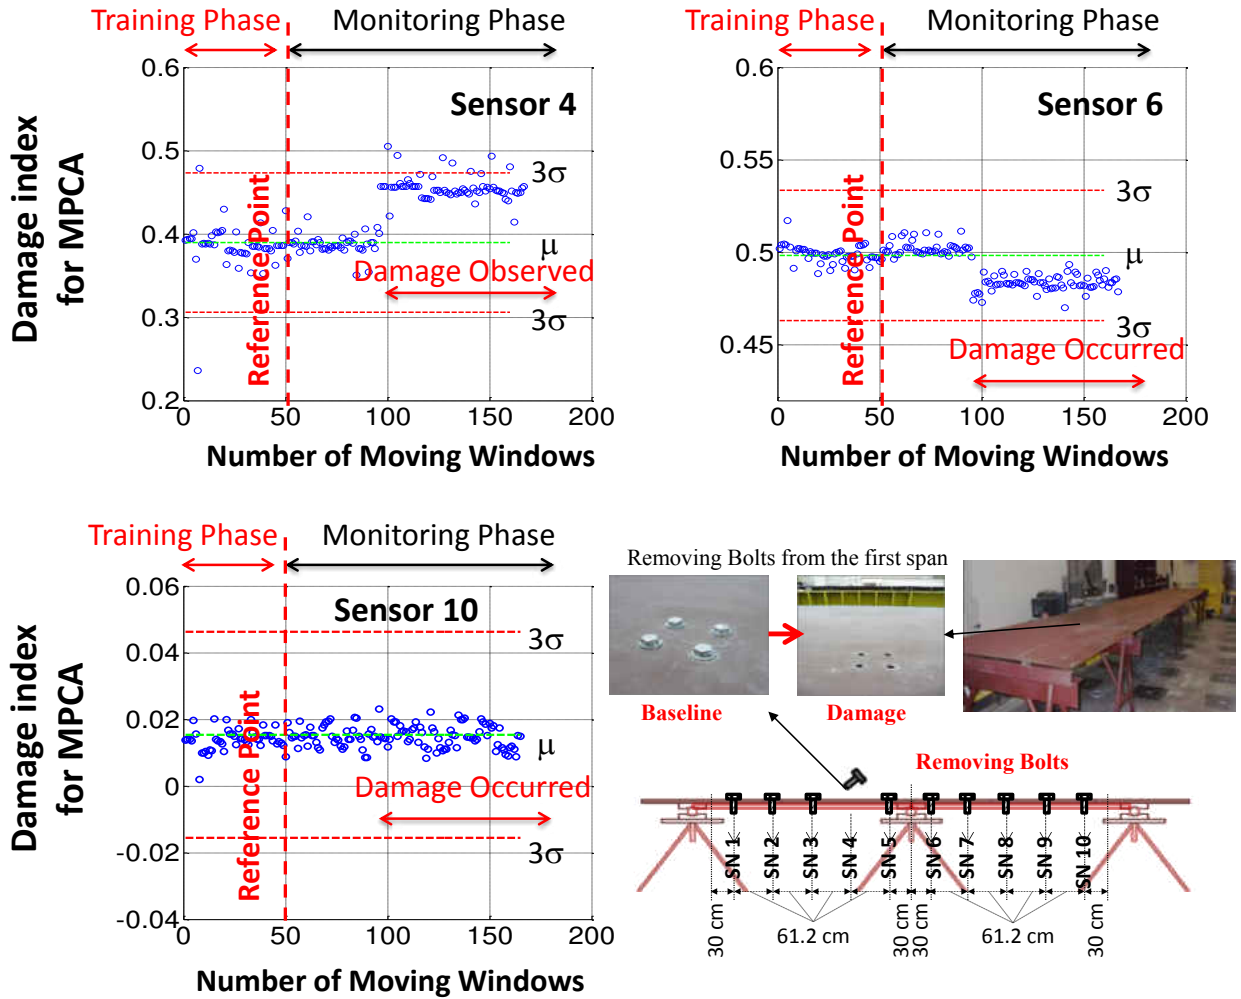 Training Phase
Monitoring Phase
0.6
0.5
0.4
0.3
0.2
Sensor 4
3σ
μ
Damage Observed
3σ
Reference Point
0
50
100
150
200
Damage index
for MPCA
Number of Moving Windows
Training Phase
Monitoring Phase
0.6
0.55
0.5
0.45
Sensor 6
3σ
μ
3σ
Damage Occurred
Reference Point
0
50
100
150
200
Number of Moving Windows
Training Phase
Monitoring Phase
0.06
0.04
0.02
0
-0.02
-0.04
Sensor 10
3σ
μ
Damage Occurred
3σ
Reference Point
0
50
100
150
200
Damage index
for MPCA
Number of Moving Windows
Removing Bolts from the first span
Baseline
Damage
Removing Bolts
SN 1
SN 2
SN 3
SN 4
SN 5
SN 6
SN 7
SN 8
SN 9
SN 10
30 cm
61.2 cm
30 cm
30 cm
61.2 cm
30 cm